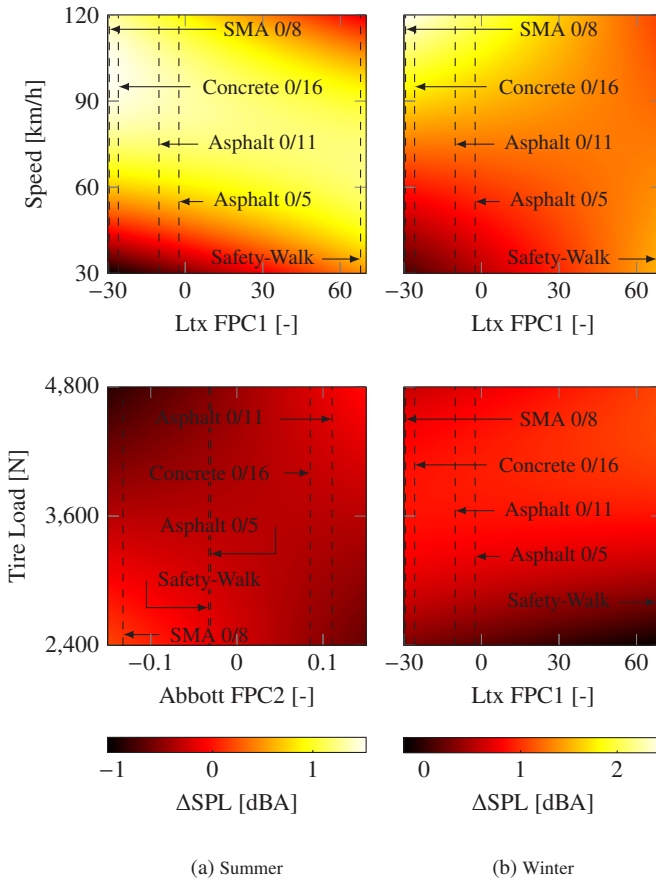 120
90
60
30
Speed [km/h]
SMA 0/8
Concrete 0/16
Asphalt 0/11
Asphalt 0/5
Safety-Walk
−30 0 30 60
Ltx FPC1 [-]
SMA 0/8
Concrete 0/16
Asphalt 0/11
Asphalt 0/5
Safety-Walk
−30 0 30 60
Ltx FPC1 [-]
4,800
3,600
2,400
Tire Load [N]
Asphalt 0/11
Concrete 0/16
Asphalt 0/5
Safety-Walk
SMA 0/8
−0.1 0 0.1
Abbott FPC2 [-]
SMA 0/8
Concrete 0/16
Asphalt 0/11
Asphalt 0/5
Safety-Walk
−30 0 30 60
Ltx FPC1 [-]
−1 0 1
ΔSPL [dBA]
0 1 2
ΔSPL [dBA]
(a) Summer
(b) Winter